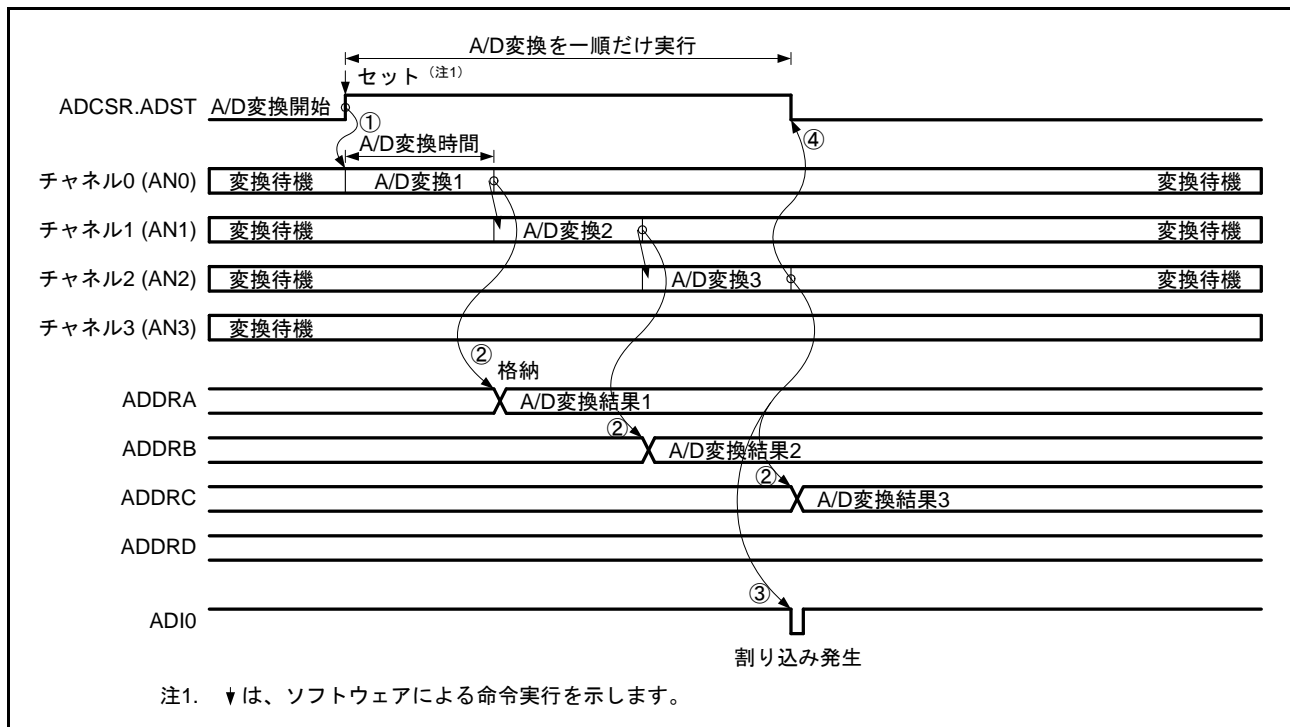 A/D変換を一順だけ実行
セット（注1）
ADCSR.ADST A/D変換開始
①
A/D変換時間
④
チャネル0 (AN0) 変換待機 A/D変換1 変換待機
チャネル1 (AN1) 変換待機 A/D変換2 変換待機
チャネル2 (AN2) 変換待機 A/D変換3 変換待機
チャネル3 (AN3) 変換待機
② 格納
ADDRA A/D変換結果1
②
ADDRB A/D変換結果2
②
ADDRC A/D変換結果3
ADDRD
③
ADI0
割り込み発生
注1. は、ソフトウェアによる命令実行を示します。